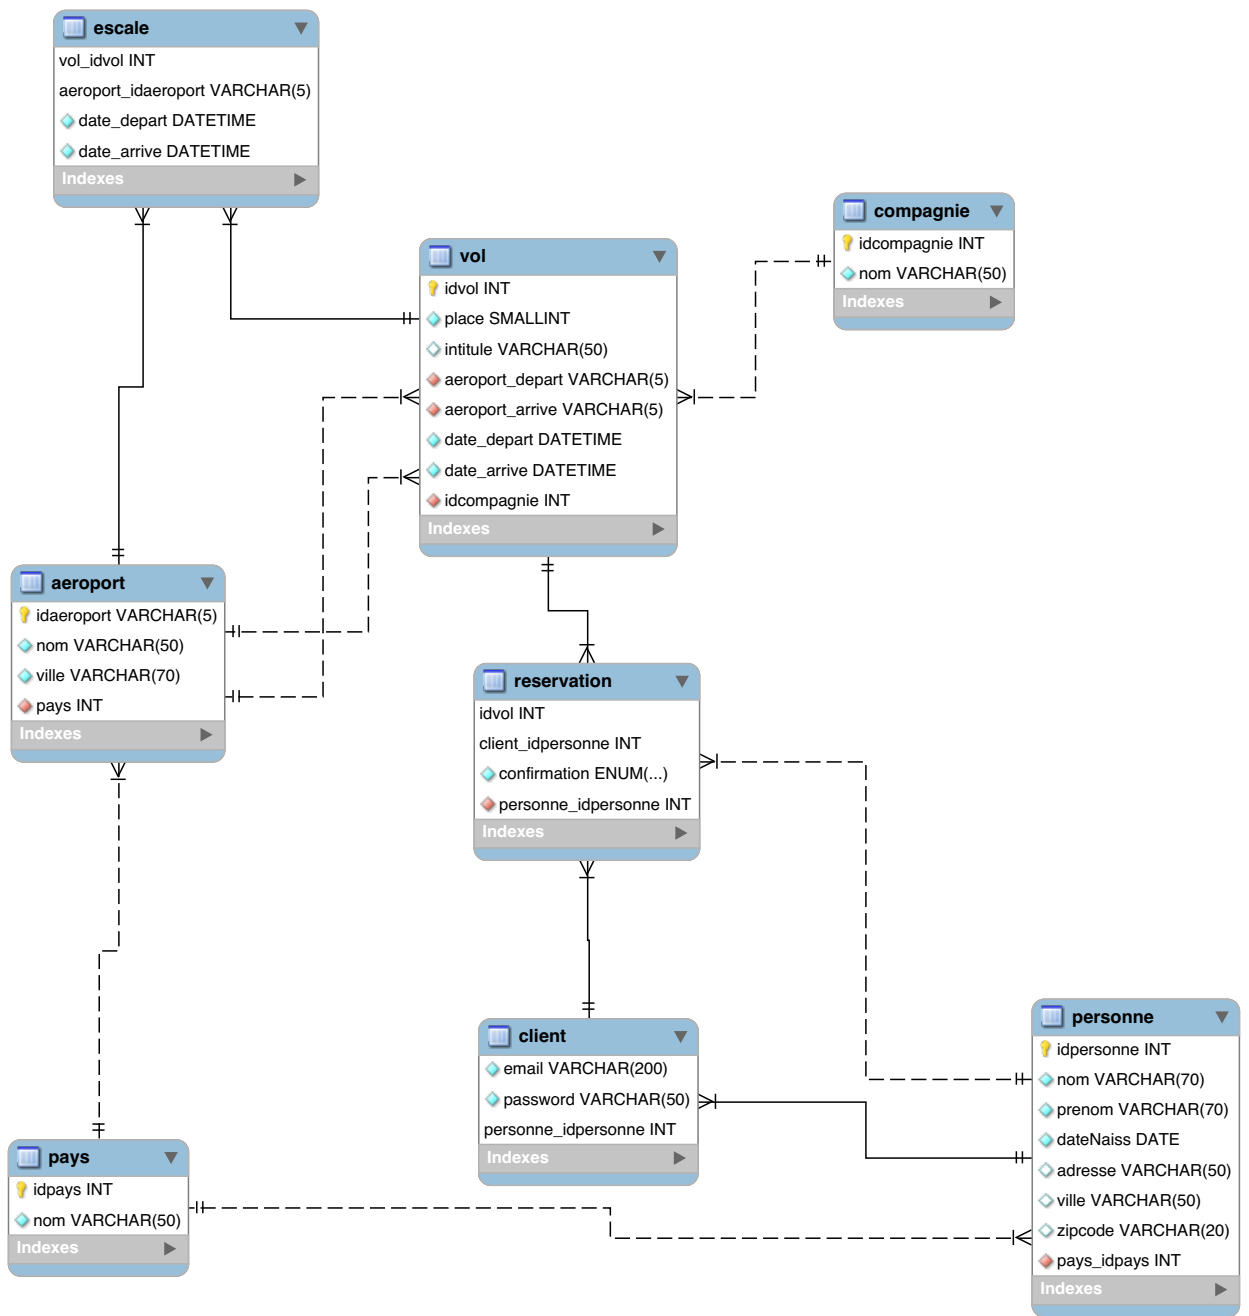 escale
vol_idvol INT
aeroport_idaeroport VARCHAR(5)
date_depart DATETIME
date_arrive DATETIME
Indexes
compagnie
idcompagnie INT
nom VARCHAR(50)
Indexes
vol
idvol INT
place SMALLINT
intitule VARCHAR(50)
aeroport_depart VARCHAR(5)
aeroport_arrive VARCHAR(5)
date_depart DATETIME
date_arrive DATETIME
idcompagnie INT
Indexes
aeroport
idaeroport VARCHAR(5)
nom VARCHAR(50)
ville VARCHAR(70)
pays INT
Indexes
reservation
idvol INT
client_idpersonne INT
confirmation ENUM(...)
personne_idpersonne INT
Indexes
client
email VARCHAR(200)
password VARCHAR(50)
personne_idpersonne INT
Indexes
personne
idpersonne INT
nom VARCHAR(70)
prenom VARCHAR(70)
dateNaiss DATE
adresse VARCHAR(50)
ville VARCHAR(50)
zipcode VARCHAR(20)
pays_idpays INT
Indexes
pays
idpays INT
nom VARCHAR(50)
Indexes